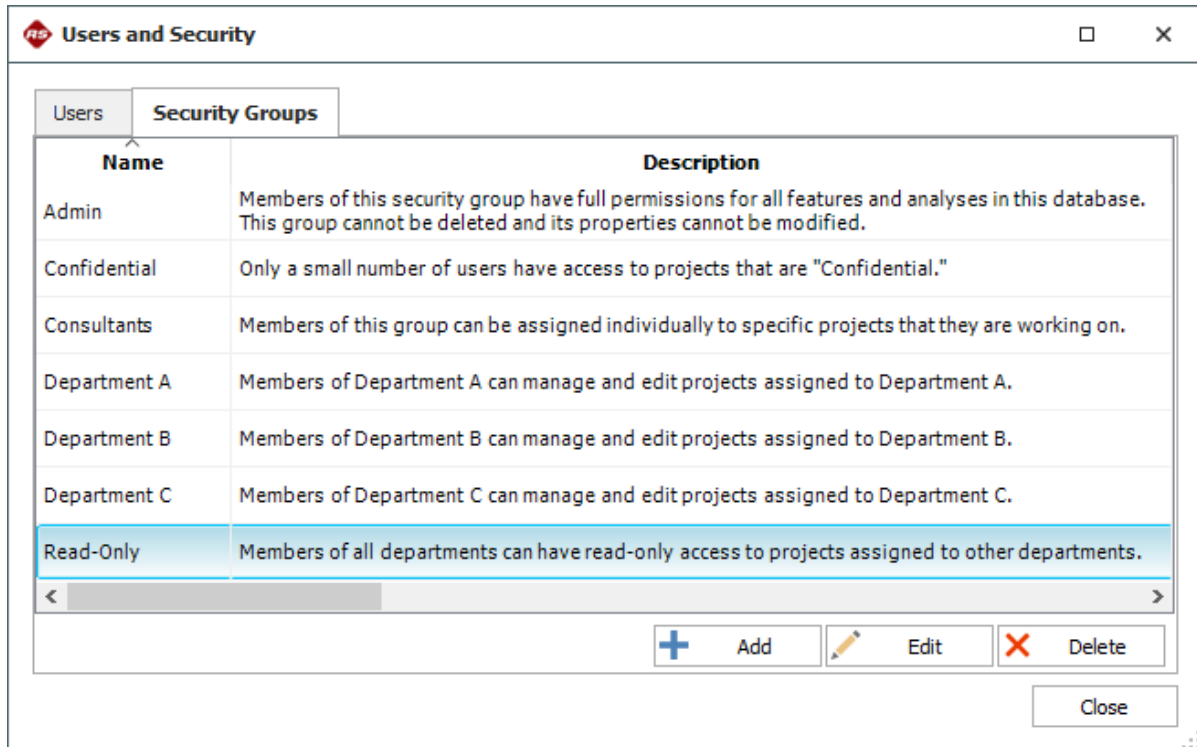 RS Users and Security
Users
Security Groups
Name
Description
Admin
Members of this security group have full permissions for all features and analyses in this database.
This group cannot be deleted and its properties cannot be modified.
Confidential
Only a small number of users have access to projects that are "Confidential."
Consultants
Members of this group can be assigned individually to specific projects that they are working on.
Department A
Members of Department A can manage and edit projects assigned to Department A.
Department B
Members of Department B can manage and edit projects assigned to Department B.
Department C
Members of Department C can manage and edit projects assigned to Department C.
Read-Only
Members of all departments can have read-only access to projects assigned to other departments.
Add
Edit
Delete
Close